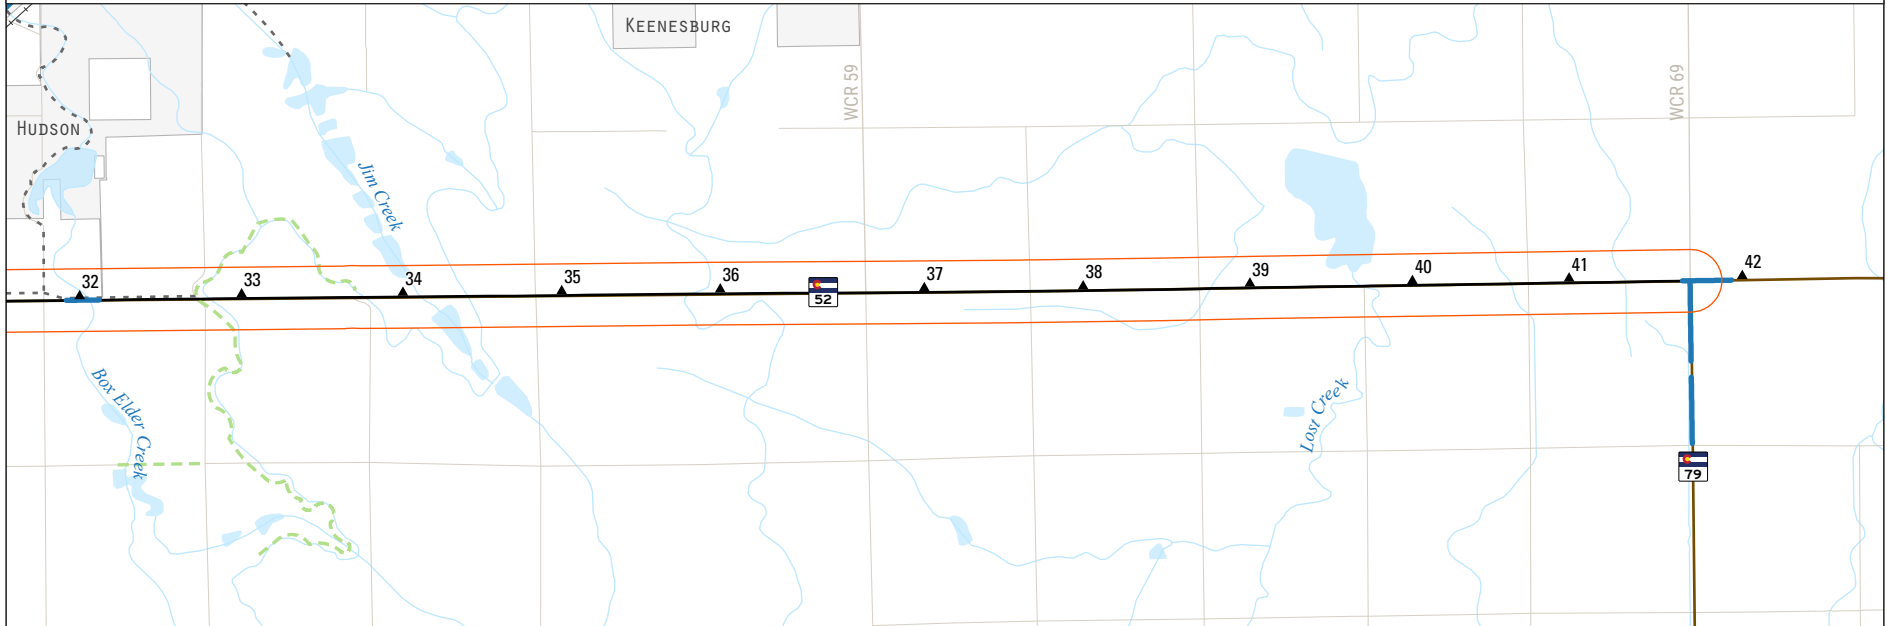 KEENESBURG
WCR 59
WCR 69
HUDSON
Jim Creek
32
33
34
35
36
37
38
39
40
41
42
52
Box Elder Creek
Lost Creek
79